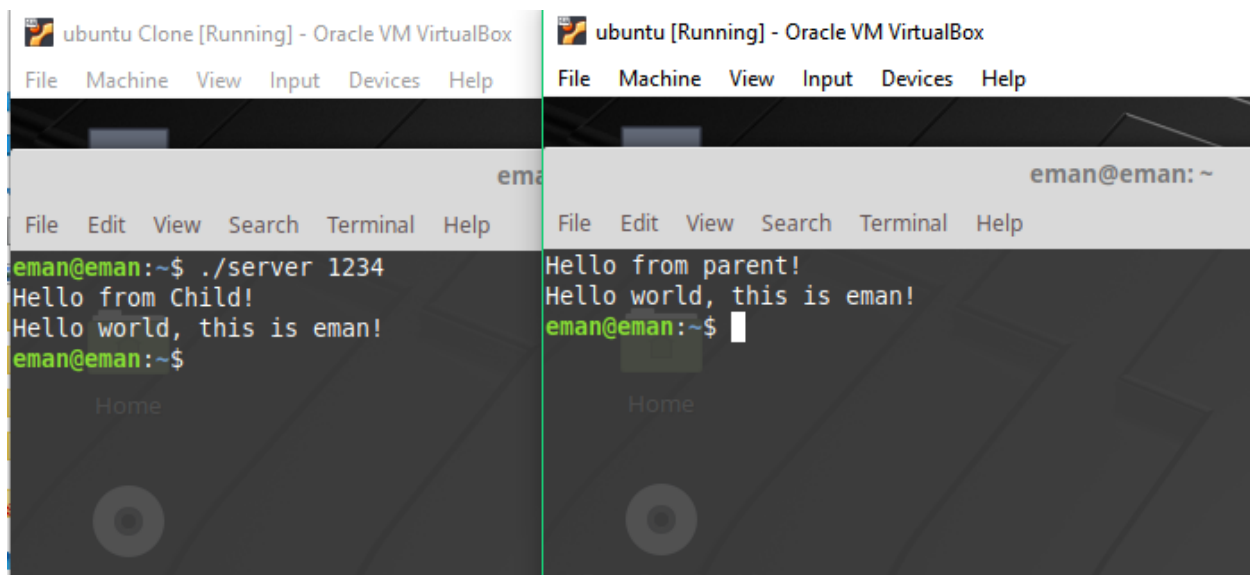 ubuntu Clone [Running] - Oracle VM VirtualBox
File Machine View Input Devices Help
File Edit View Search Terminal Help
eman@eman:~$ ./server 1234
Hello from Child!
Hello world, this is eman!
eman@eman:~$
Home
ubuntu [Running] - Oracle VM VirtualBox
File Machine View Input Devices Help
eman@eman: ~
File Edit View Search Terminal Help
Hello from parent!
Hello world, this is eman!
eman@eman:~$
Home